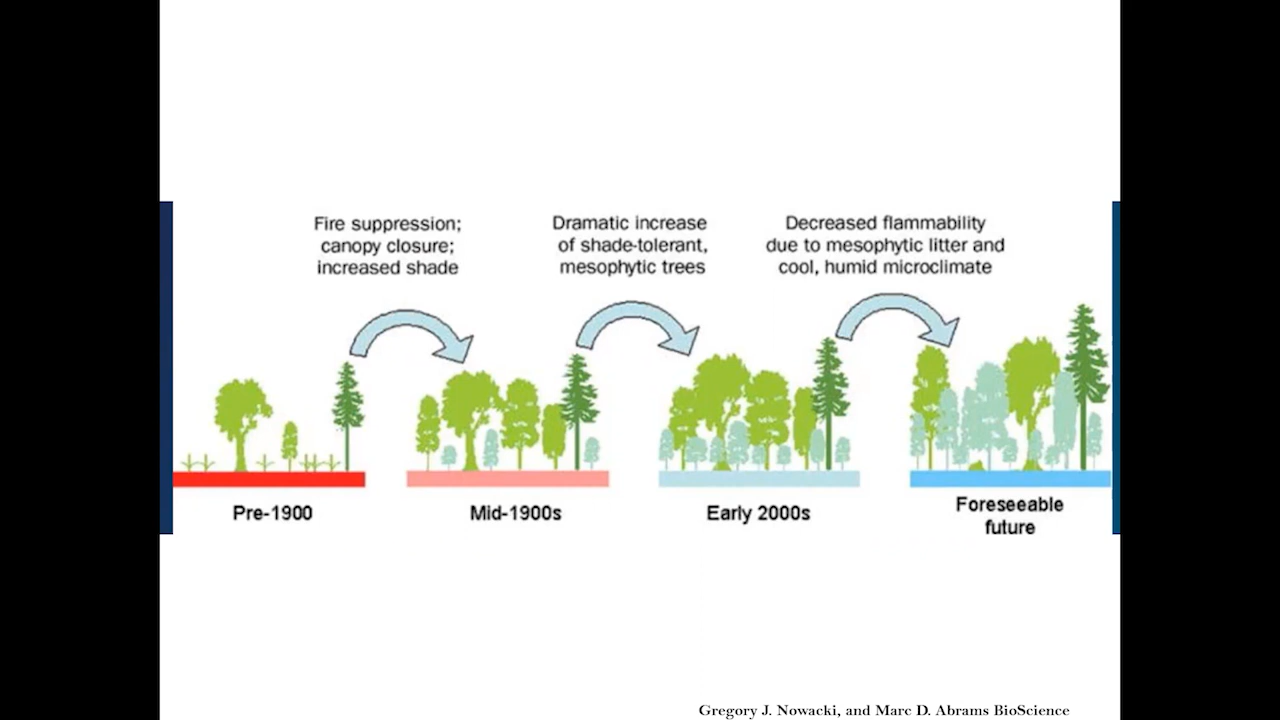 Fire suppression;
canopy closure;
increased shade
Dramatic increase
of shade-tolerant,
mesophytic trees
Decreased flammability
due to mesophytic litter and
cool, humid microclimate
Pre-1900
Mid-1900s
Early 2000s
Foreseeable
future
Gregory J. Nowacki, and Marc D. Abrams BioScience